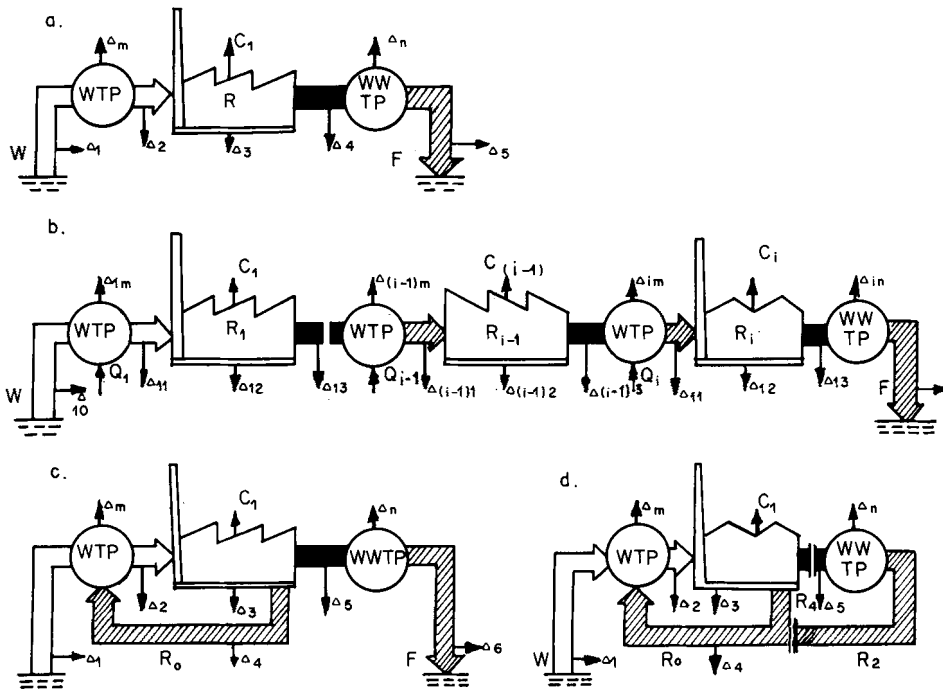 a.
Δm C1 Δn
WTP R WW
TP
W Δ1 Δ2 Δ3 Δ4 F Δ5
b.
Δ1m C1 Δ(i-1)m C(i-1) Δim Ci Δin
WTP R1 WTP Ri-1 WTP Ri WW
TP
Q1 Δ11 Δ12 Δ13 Qi-1 Δ(i-1)1 Δ(i-1)2 Δ(i-1)3 Qi Δ11 Δ12 Δ13
W Δ10 F
c.
Δm C1 Δn
WTP WWTP
Δ2 Δ3 Δ5
W Δ1 Ro Δ4 F Δ6
d.
Δm C1 Δn
WTP WW
TP
Δ2 Δ3 R4 Δ5
W Δ1 Ro Δ4 R2